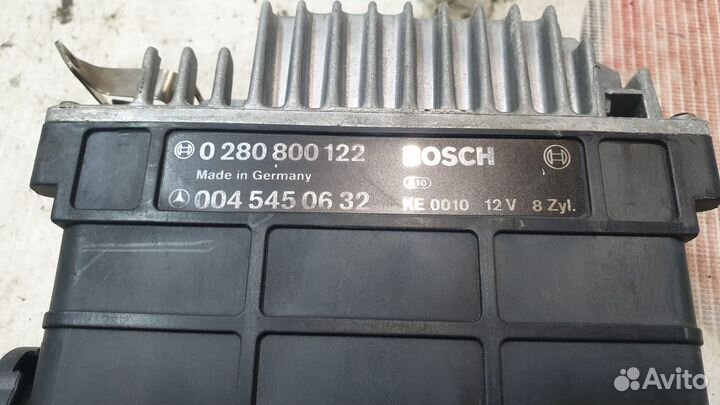 0 280 800 122 BOSCH
Made in Germany
004 545 06 32 KE 0010 12 V 8 Zyl.
Avito